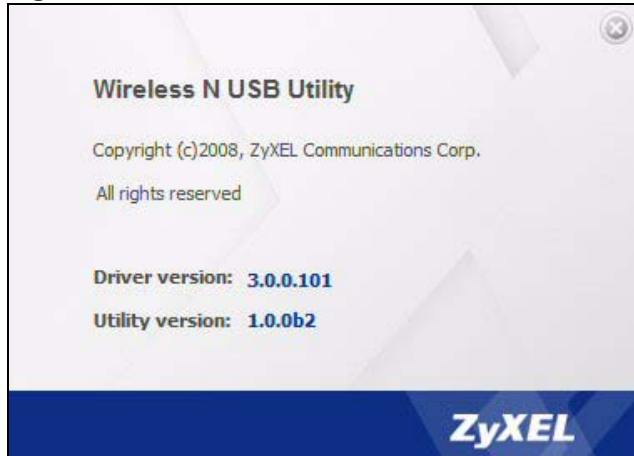 Wireless N USB Utility
Copyright (c)2008, ZyXEL Communications Corp.
All rights reserved
Driver version: 3.0.0.101
Utility version: 1.0.0b2
ZyXEL